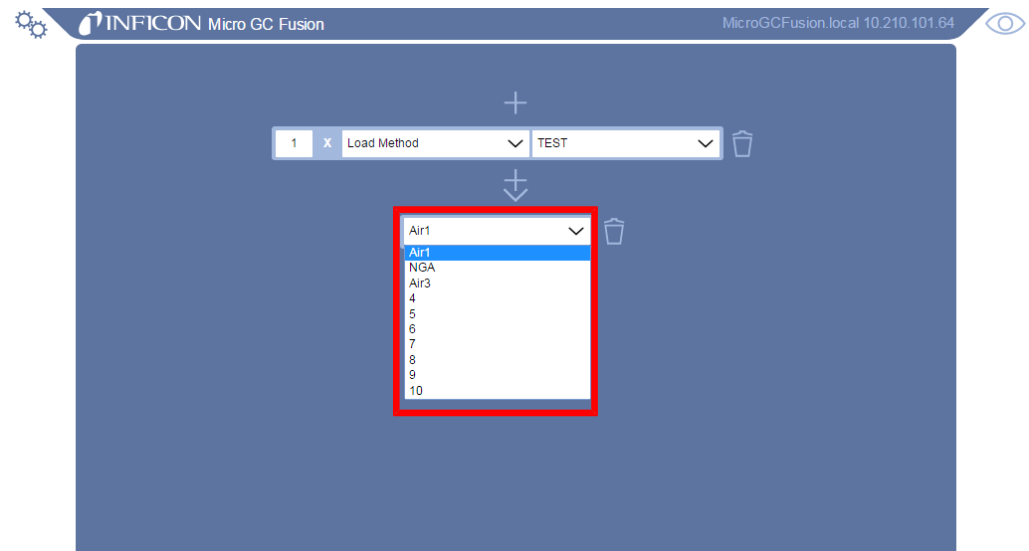 INFICON Micro GC Fusion MicroGCFusion.local 10.210.101.64
1 X Load Method TEST
Air1
Air1
NGA
Air3
4
5
6
7
8
9
10